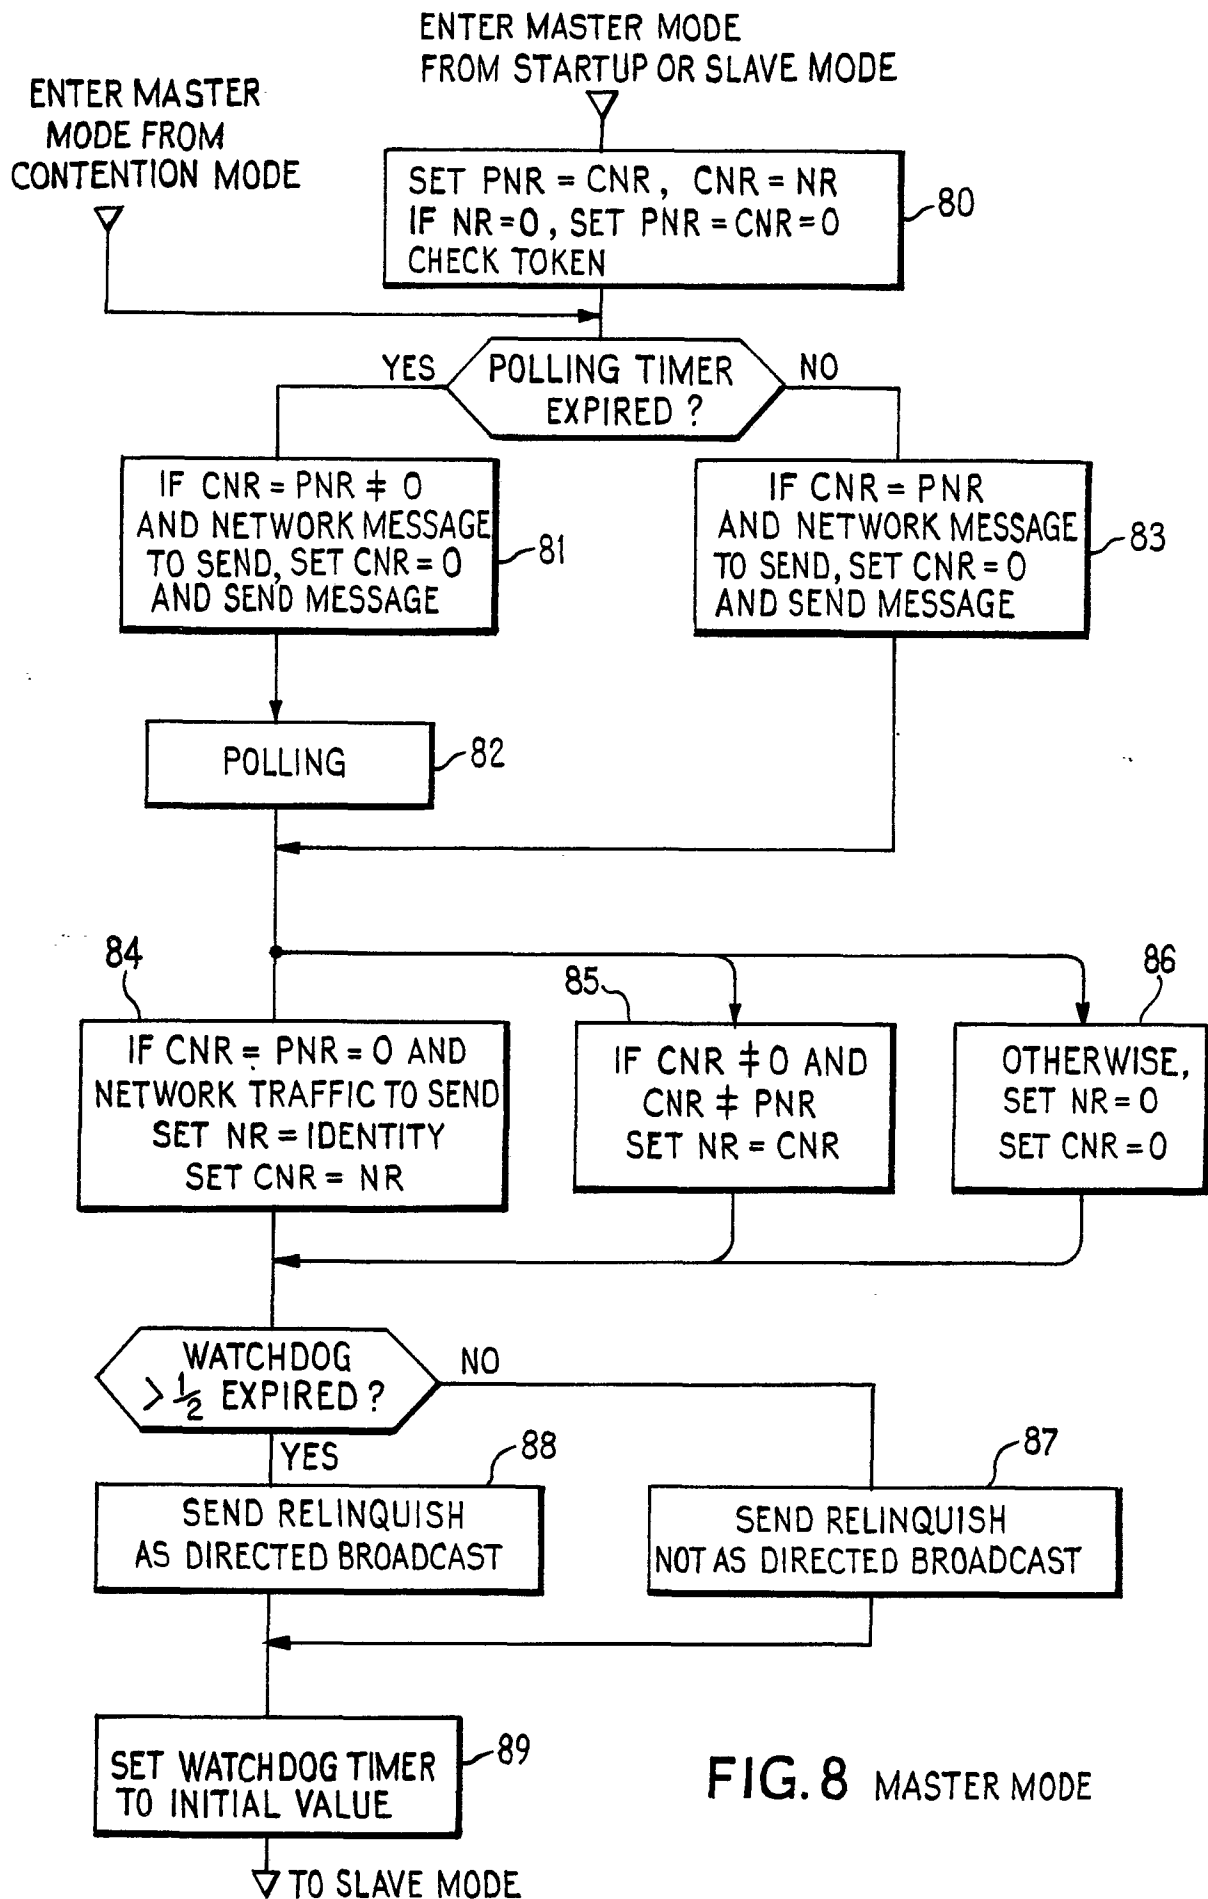 ENTER MASTER MODE
FROM STARTUP OR SLAVE MODE
ENTER MASTER
MODE FROM
CONTENTION MODE
SET PNR = CNR, CNR = NR
IF NR=0, SET PNR=CNR=0
CHECK TOKEN
80
YES
POLLING TIMER
EXPIRED ?
NO
IF CNR = PNR ≠ 0
AND NETWORK MESSAGE
TO SEND, SET CNR = 0
AND SEND MESSAGE
81
IF CNR = PNR
AND NETWORK MESSAGE
TO SEND, SET CNR = 0
AND SEND MESSAGE
83
POLLING
82
84
IF CNR = PNR = 0 AND
NETWORK TRAFFIC TO SEND
SET NR = IDENTITY
SET CNR = NR
85
IF CNR ≠ 0 AND
CNR ≠ PNR
SET NR = CNR
86
OTHERWISE,
SET NR = 0
SET CNR = 0
WATCHDOG
> 1/2 EXPIRED ?
NO
YES
88
SEND RELINQUISH
AS DIRECTED BROADCAST
87
SEND RELINQUISH
NOT AS DIRECTED BROADCAST
SET WATCHDOG TIMER
TO INITIAL VALUE
89
FIG. 8 MASTER MODE
TO SLAVE MODE